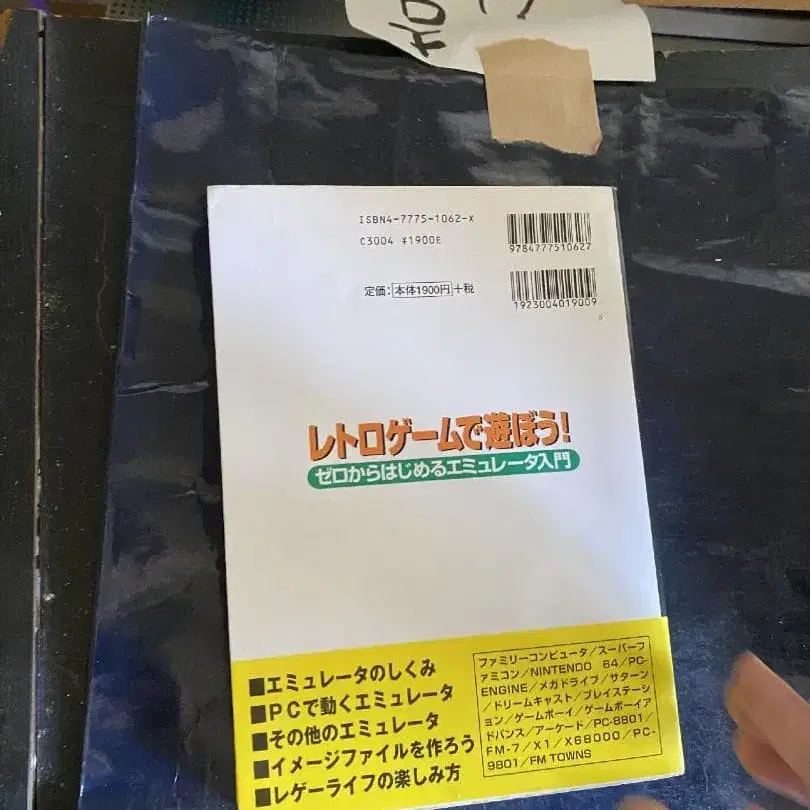 ISBN4-7775-1062-X
C3004 ¥1900E
9784777510627
定価:本体1900円+税
1923004019009
レトロゲームで遊ぼう!
ゼロからはじめるエミュレータ入門
■エミュレータのしくみ
■PCで動くエミュレータ
■その他のエミュレータ
■イメージファイルを作ろう
■レゲーライフの楽しみ方
ファミリーコンピュータ/スーパーフ
ァミコン/NINTENDO 64/PC-
ENGINE/メガドライブ/サターン
/ドリームキャスト/プレイステーシ
ョン/ゲームボーイ/ゲームボーイア
ドバンス/アーケード/PC-8801/
FM-7/X1/X68000/PC-
9801/FM TOWNS